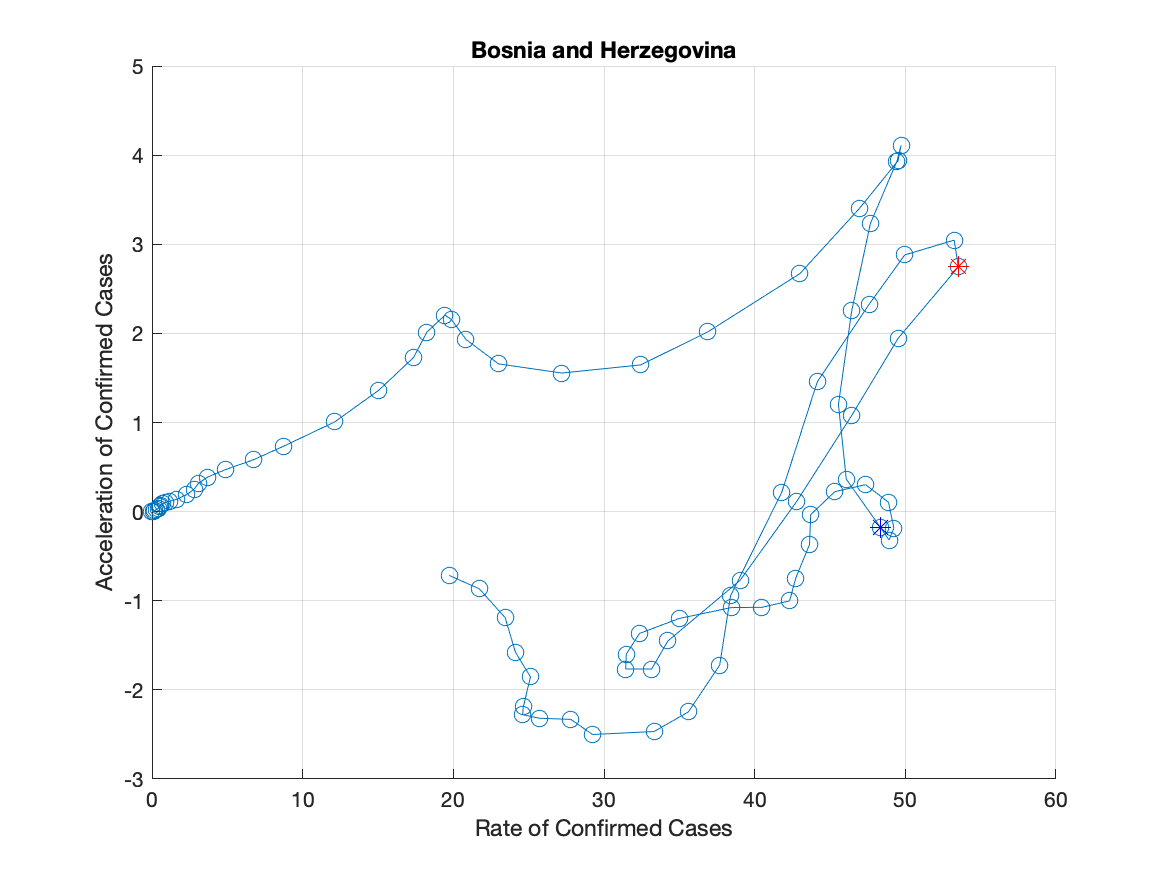 Bosnia and Herzegovina
5
4
3
2
1
0
-1
-2
-3
Acceleration of Confirmed Cases
0 10 20 30 40 50 60
Rate of Confirmed Cases